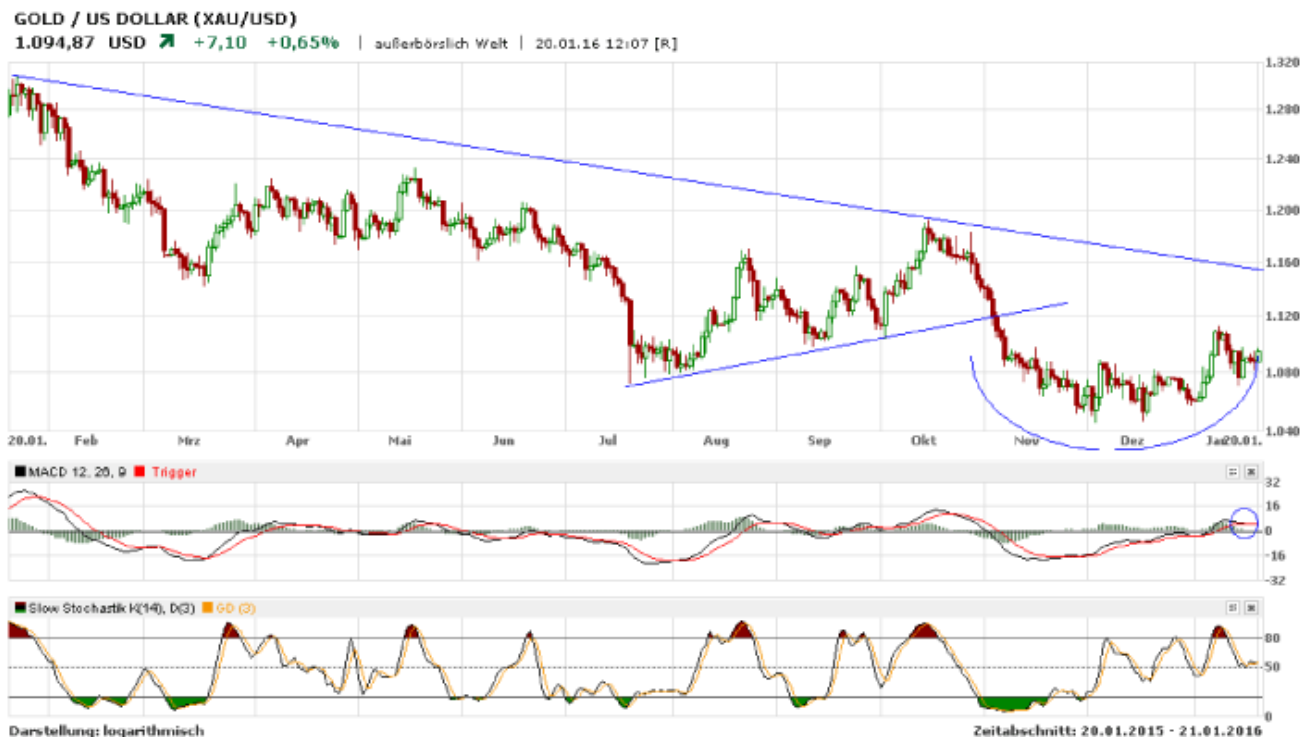 GOLD / US DOLLAR (XAU/USD)
1.094,87 USD +7,10 +0,65% | außerbörslich Welt | 20.01.16 12:07 [R]
1.320
1.280
1.240
1.200
1.160
1.120
1.080
1.040
20.01. Feb Mrz Apr Mai Jun Jul Aug Sep Okt Nov Dez Jan 20.01.
MACD 12, 26, 9 Trigger
32
16
0
-16
-32
Slow Stochastik K(14), D(3) GD (3)
80
50
0
Darstellung: logarithmisch Zeitabschnitt: 20.01.2015 - 21.01.2016